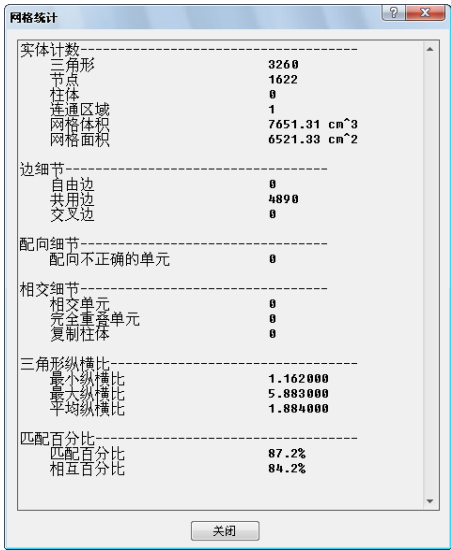 网格统计
实体计数-------------------------------------
三角形 3260
节点 1622
柱体 0
连通区域 1
网格体积 7651.31 cm^3
网格面积 6521.33 cm^2
边细节-----------------------------------
自由边 0
共用边 4890
交叉边 0
配向细节---------------------------------
配向不正确的单元 0
相交细节---------------------------------
相交单元 0
完全重叠单元 0
复制柱体 0
三角形纵横比---------------------------------
最小纵横比 1.162000
最大纵横比 5.883000
平均纵横比 1.884000
匹配百分比-----------------------------------
匹配百分比 87.2%
相互百分比 84.2%
关闭